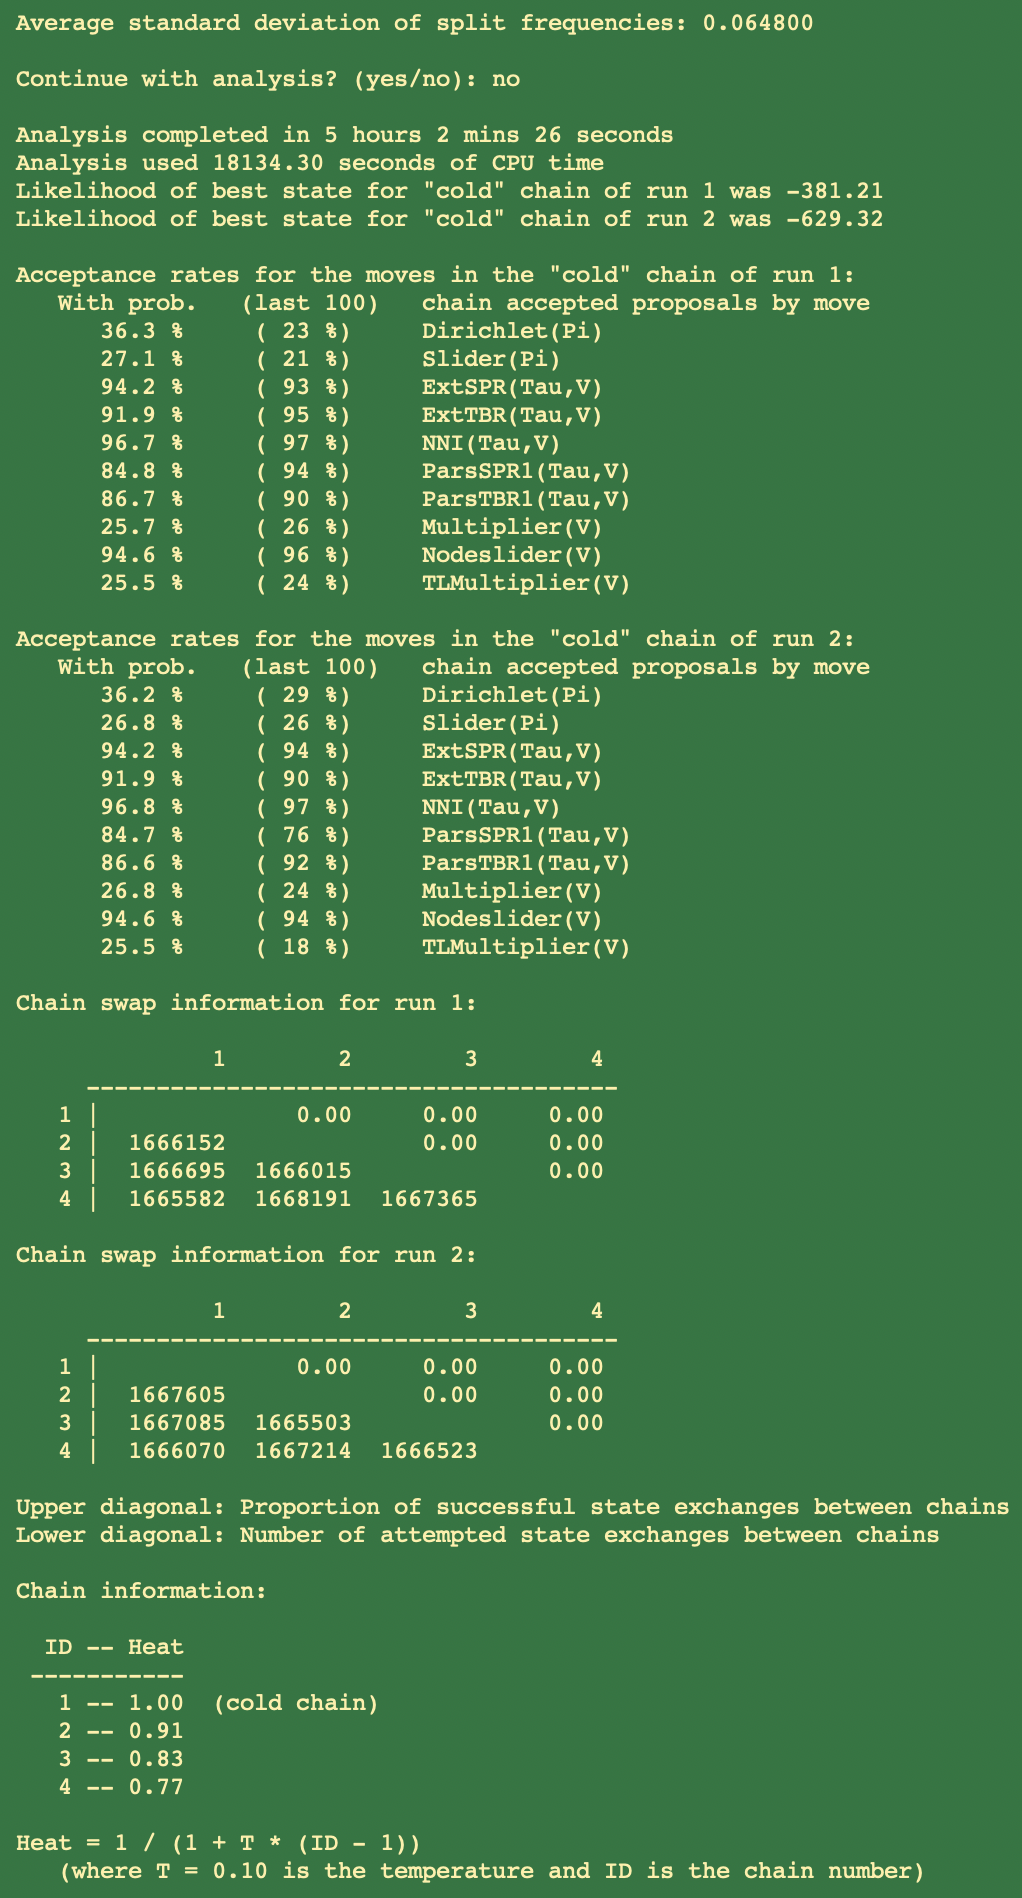 Average standard deviation of split frequencies: 0.064800
Continue with analysis? (yes/no): no
Analysis completed in 5 hours 2 mins 26 seconds
Analysis used 18134.30 seconds of CPU time
Likelihood of best state for "cold" chain of run 1 was -381.21
Likelihood of best state for "cold" chain of run 2 was -629.32
Acceptance rates for the moves in the "cold" chain of run 1:
With prob. (last 100) chain accepted proposals by move
36.3 % ( 23 %) Dirichlet(Pi)
27.1 % ( 21 %) Slider(Pi)
94.2 % ( 93 %) ExtSPR(Tau,V)
91.9 % ( 95 %) ExtTBR(Tau,V)
96.7 % ( 97 %) NNI(Tau,V)
84.8 % ( 94 %) ParsSPR1(Tau,V)
86.7 % ( 90 %) ParsTBR1(Tau,V)
25.7 % ( 26 %) Multiplier(V)
94.6 % ( 96 %) Nodeslider(V)
25.5 % ( 24 %) TLMultiplier(V)
Acceptance rates for the moves in the "cold" chain of run 2:
With prob. (last 100) chain accepted proposals by move
36.2 % ( 29 %) Dirichlet(Pi)
26.8 % ( 26 %) Slider(Pi)
94.2 % ( 94 %) ExtSPR(Tau,V)
91.9 % ( 90 %) ExtTBR(Tau,V)
96.8 % ( 97 %) NNI(Tau,V)
84.7 % ( 76 %) ParsSPR1(Tau,V)
86.6 % ( 92 %) ParsTBR1(Tau,V)
26.8 % ( 24 %) Multiplier(V)
94.6 % ( 94 %) Nodeslider(V)
25.5 % ( 18 %) TLMultiplier(V)
Chain swap information for run 1:
1 2 3 4
--------------------------------------
1 | 0.00 0.00 0.00
2 | 1666152 0.00 0.00
3 | 1666695 1666015 0.00
4 | 1665582 1668191 1667365
Chain swap information for run 2:
1 2 3 4
--------------------------------------
1 | 0.00 0.00 0.00
2 | 1667605 0.00 0.00
3 | 1667085 1665503 0.00
4 | 1666070 1667214 1666523
Upper diagonal: Proportion of successful state exchanges between chains
Lower diagonal: Number of attempted state exchanges between chains
Chain information:
ID -- Heat
-----------
1 -- 1.00 (cold chain)
2 -- 0.91
3 -- 0.83
4 -- 0.77
Heat = 1 / (1 + T * (ID - 1))
(where T = 0.10 is the temperature and ID is the chain number)